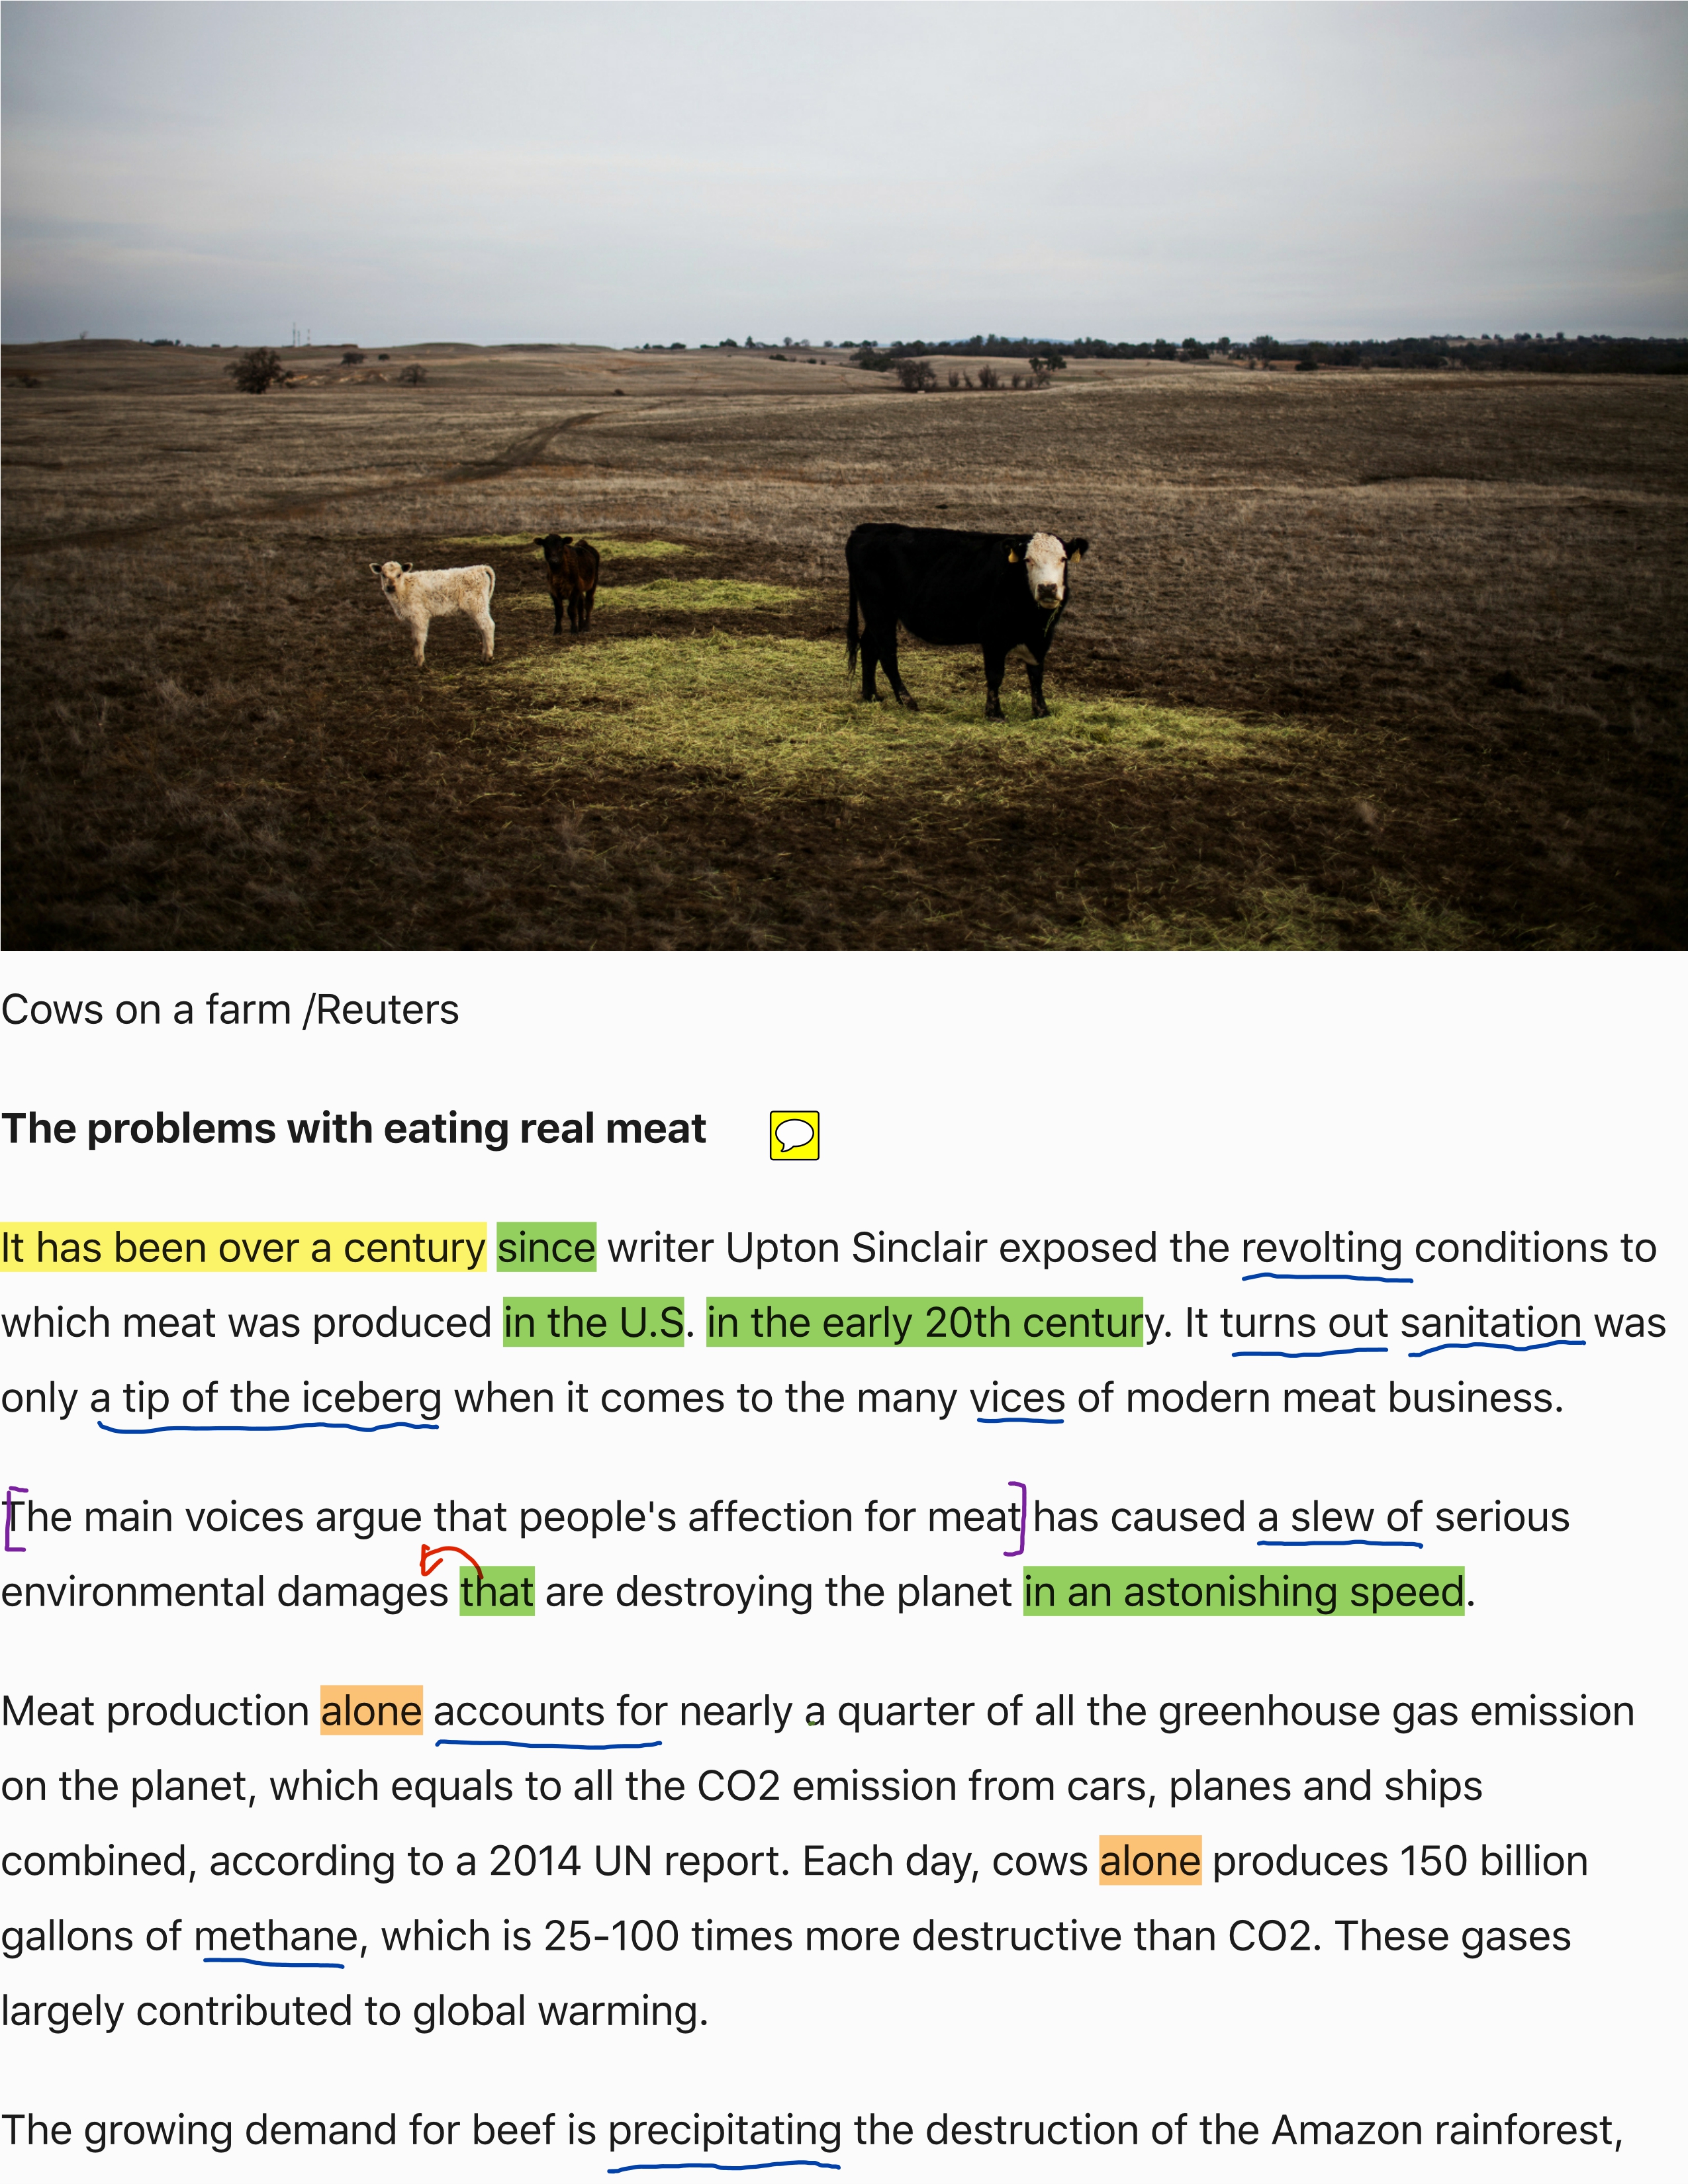 Cows on a farm /Reuters
The problems with eating real meat
It has been over a century since writer Upton Sinclair exposed the revolting conditions to
which meat was produced in the U.S. in the early 20th century. It turns out sanitation was
only a tip of the iceberg when it comes to the many vices of modern meat business.
The main voices argue that people's affection for meat has caused a slew of serious
environmental damages that are destroying the planet in an astonishing speed.
Meat production alone accounts for nearly a quarter of all the greenhouse gas emission
on the planet, which equals to all the CO2 emission from cars, planes and ships
combined, according to a 2014 UN report. Each day, cows alone produces 150 billion
gallons of methane, which is 25-100 times more destructive than CO2. These gases
largely contributed to global warming.
The growing demand for beef is precipitating the destruction of the Amazon rainforest,